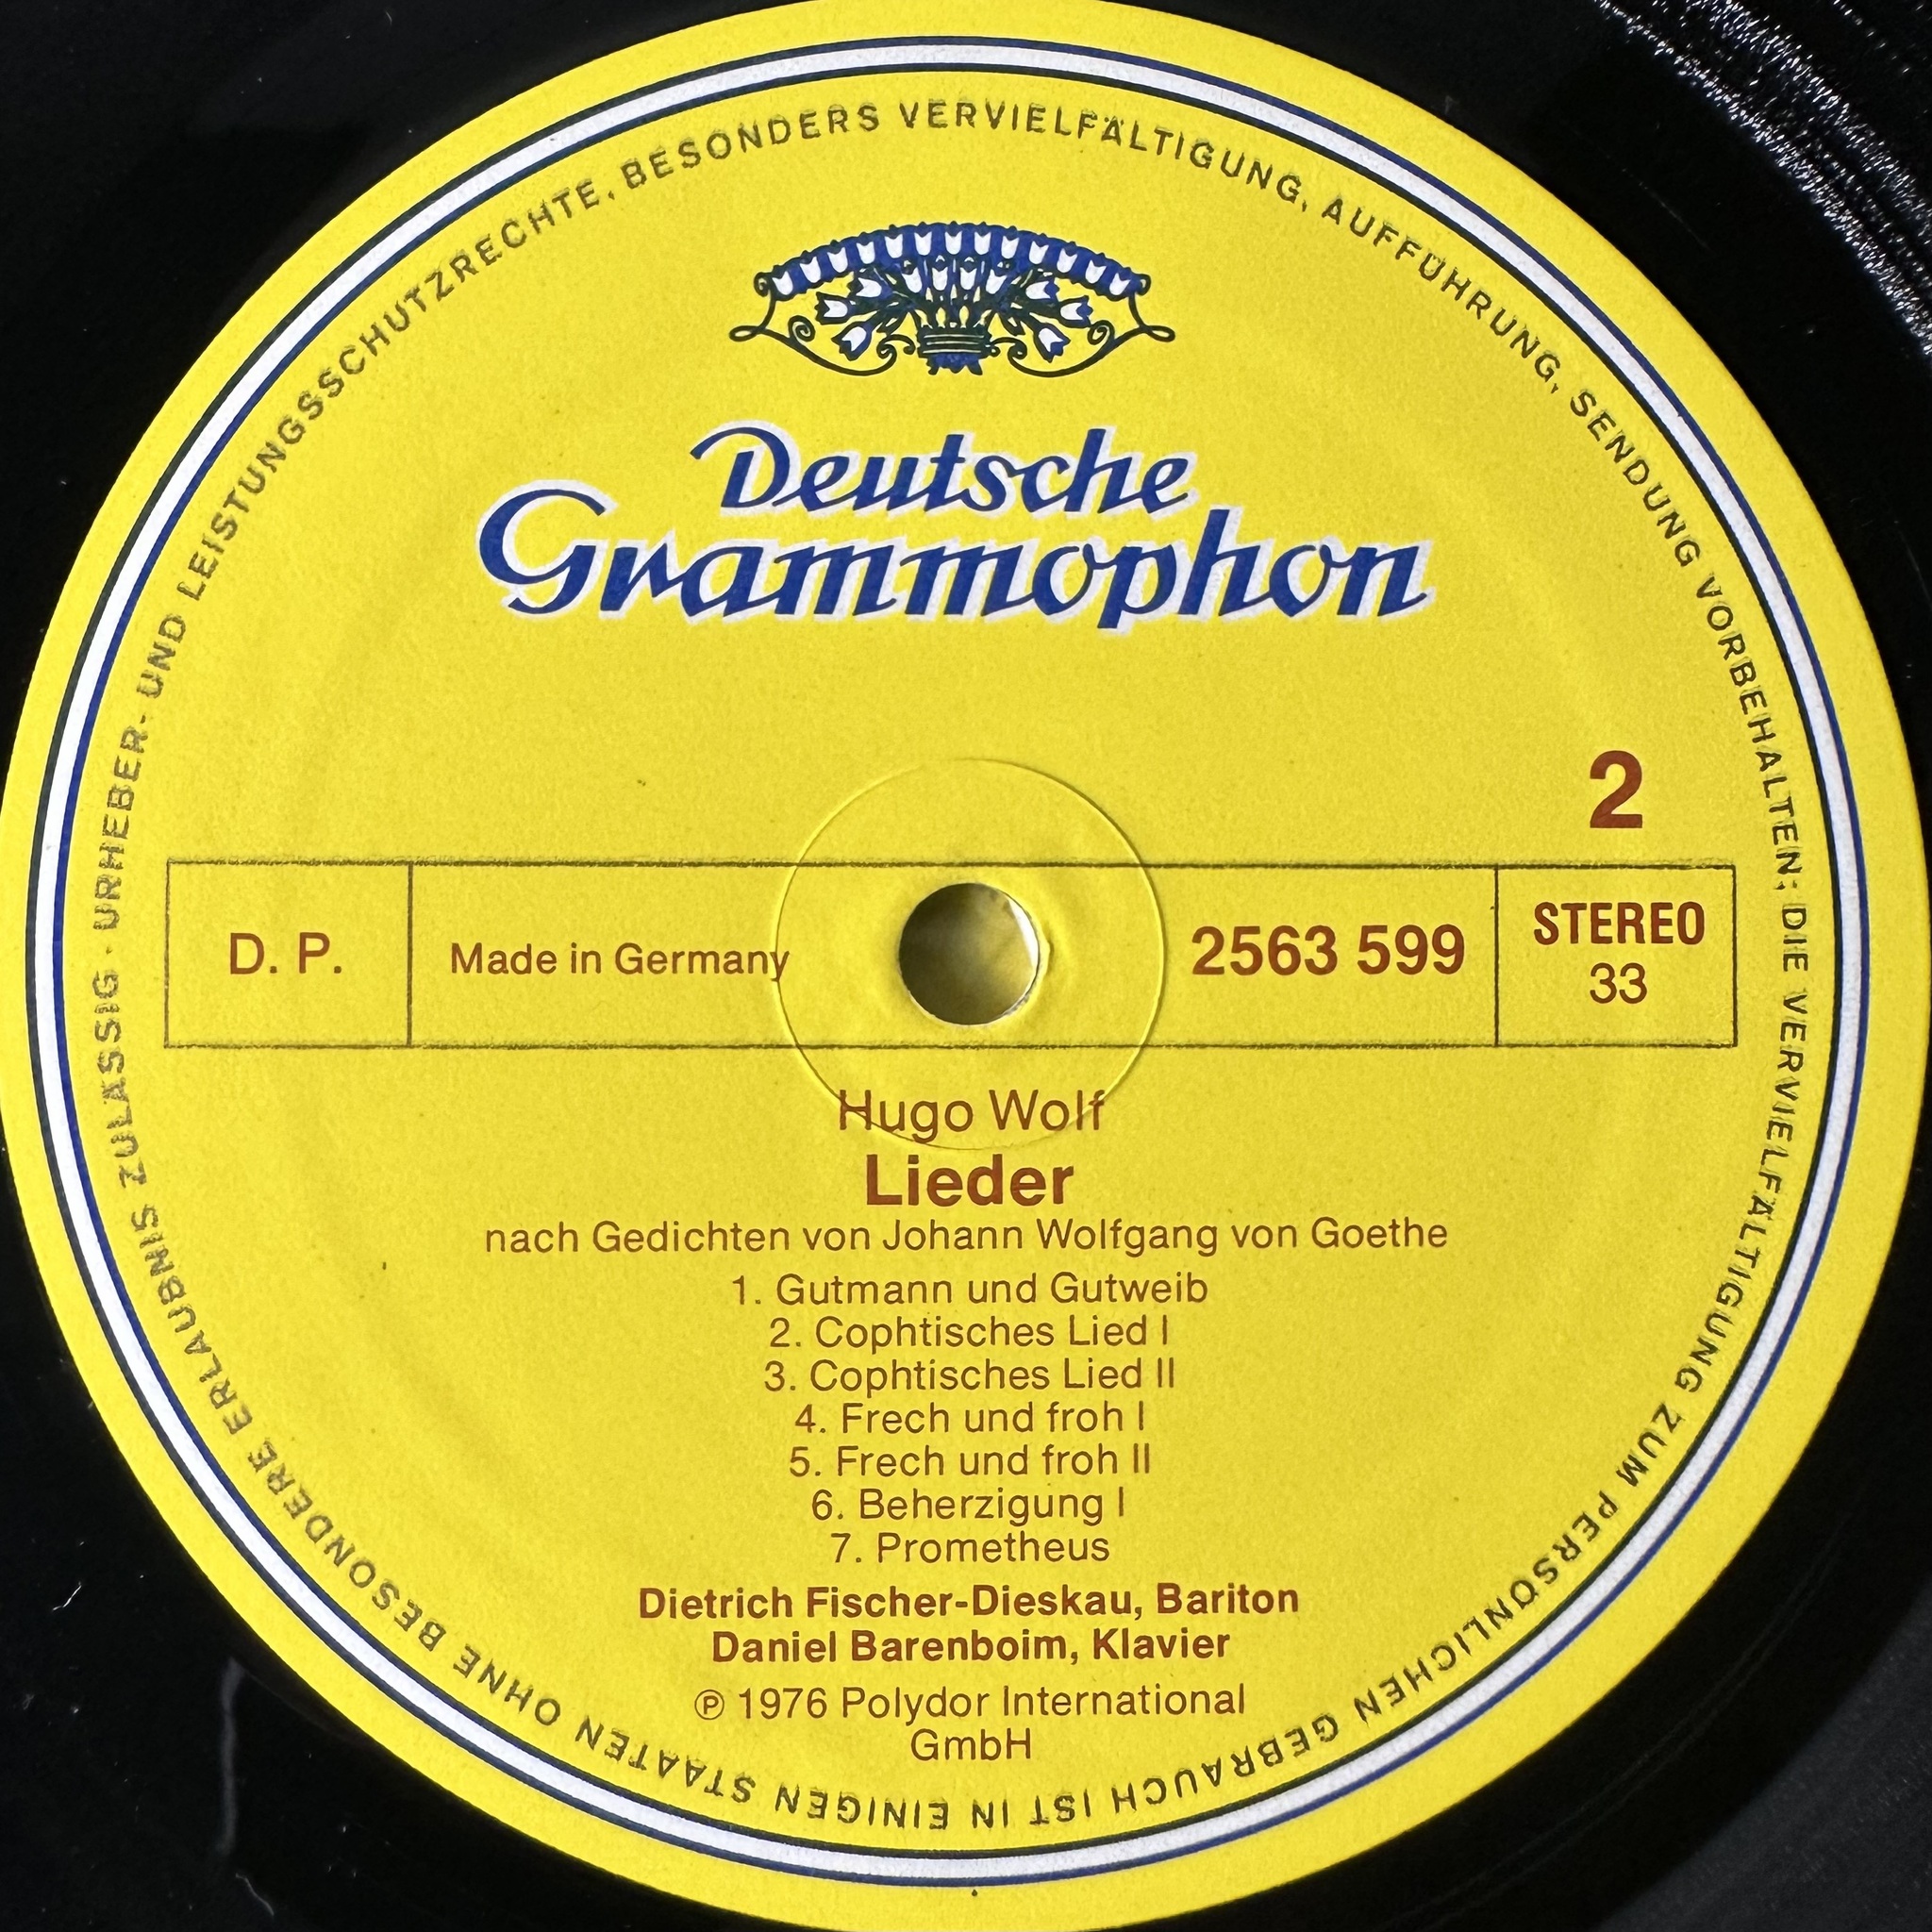 URHEBER- UND LEISTUNGSSCHUTZRECHTE, BESONDERS VERVIELFÄLTIGUNG, AUFFÜHRUNG, SENDUNG VORBEHALTEN; DIE VERVIELFÄLTIGUNG ZUM PERSÖNLICHEN GEBRAUCH IST IN EINIGEN STAATEN OHNE BESONDERE ERLAUBNIS ZULÄSSIG ·
Deutsche
Grammophon
2
D. P.
Made in Germany
2563 599
STEREO
33
Hugo Wolf
Lieder
nach Gedichten von Johann Wolfgang von Goethe
1. Gutmann und Gutweib
2. Cophtisches Lied I
3. Cophtisches Lied II
4. Frech und froh I
5. Frech und froh II
6. Beherzigung I
7. Prometheus
Dietrich Fischer-Dieskau, Bariton
Daniel Barenboim, Klavier
℗ 1976 Polydor International
GmbH